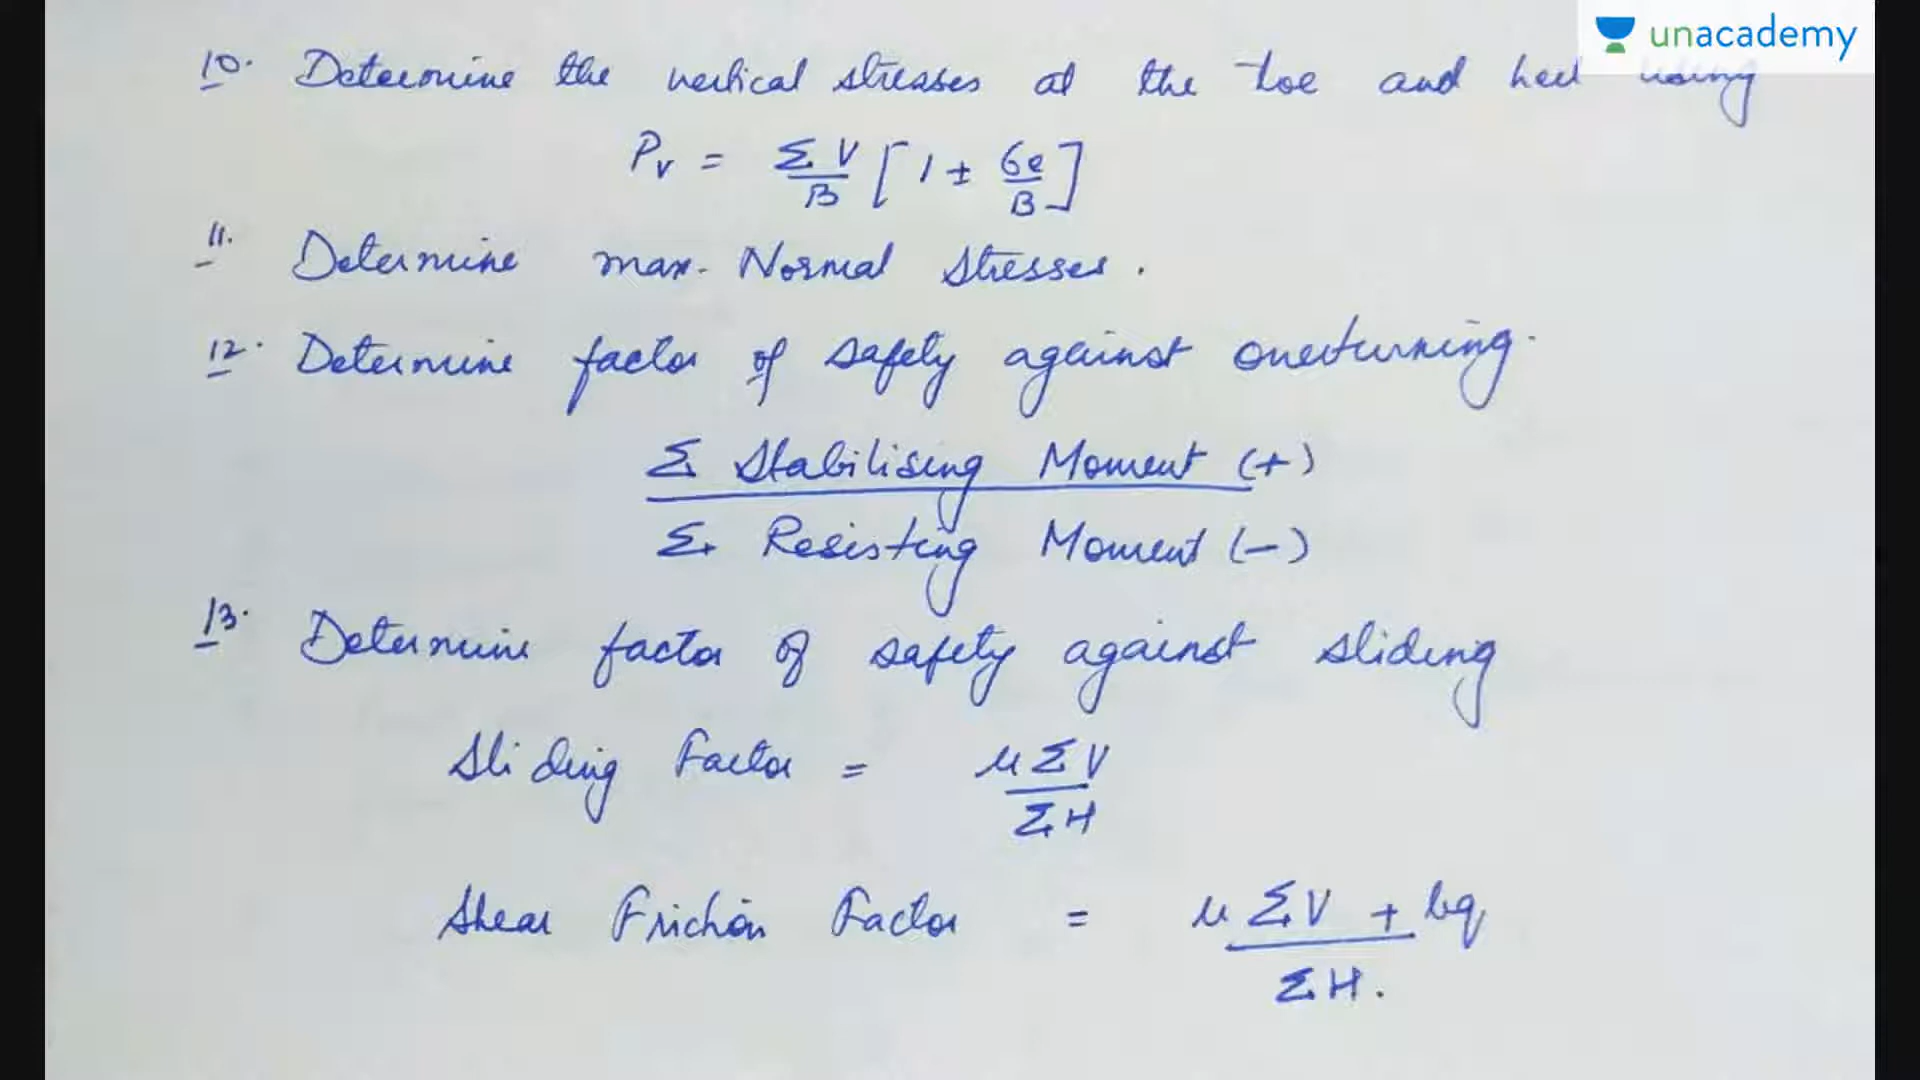 unacademy
10. Determine the vertical stresses at the toe and heel using
Pv = ΣV/B [1 ± 6e/B]
11. Determine max. Normal stresses.
12. Determine factor of safety against overturning.
Σ Stabilising Moment (+)
Σ Resisting Moment (-)
13. Determine factor of safety against sliding
Sliding Factor = μΣV/ΣH
Shear Friction Factor = μΣV + bq/ΣH.